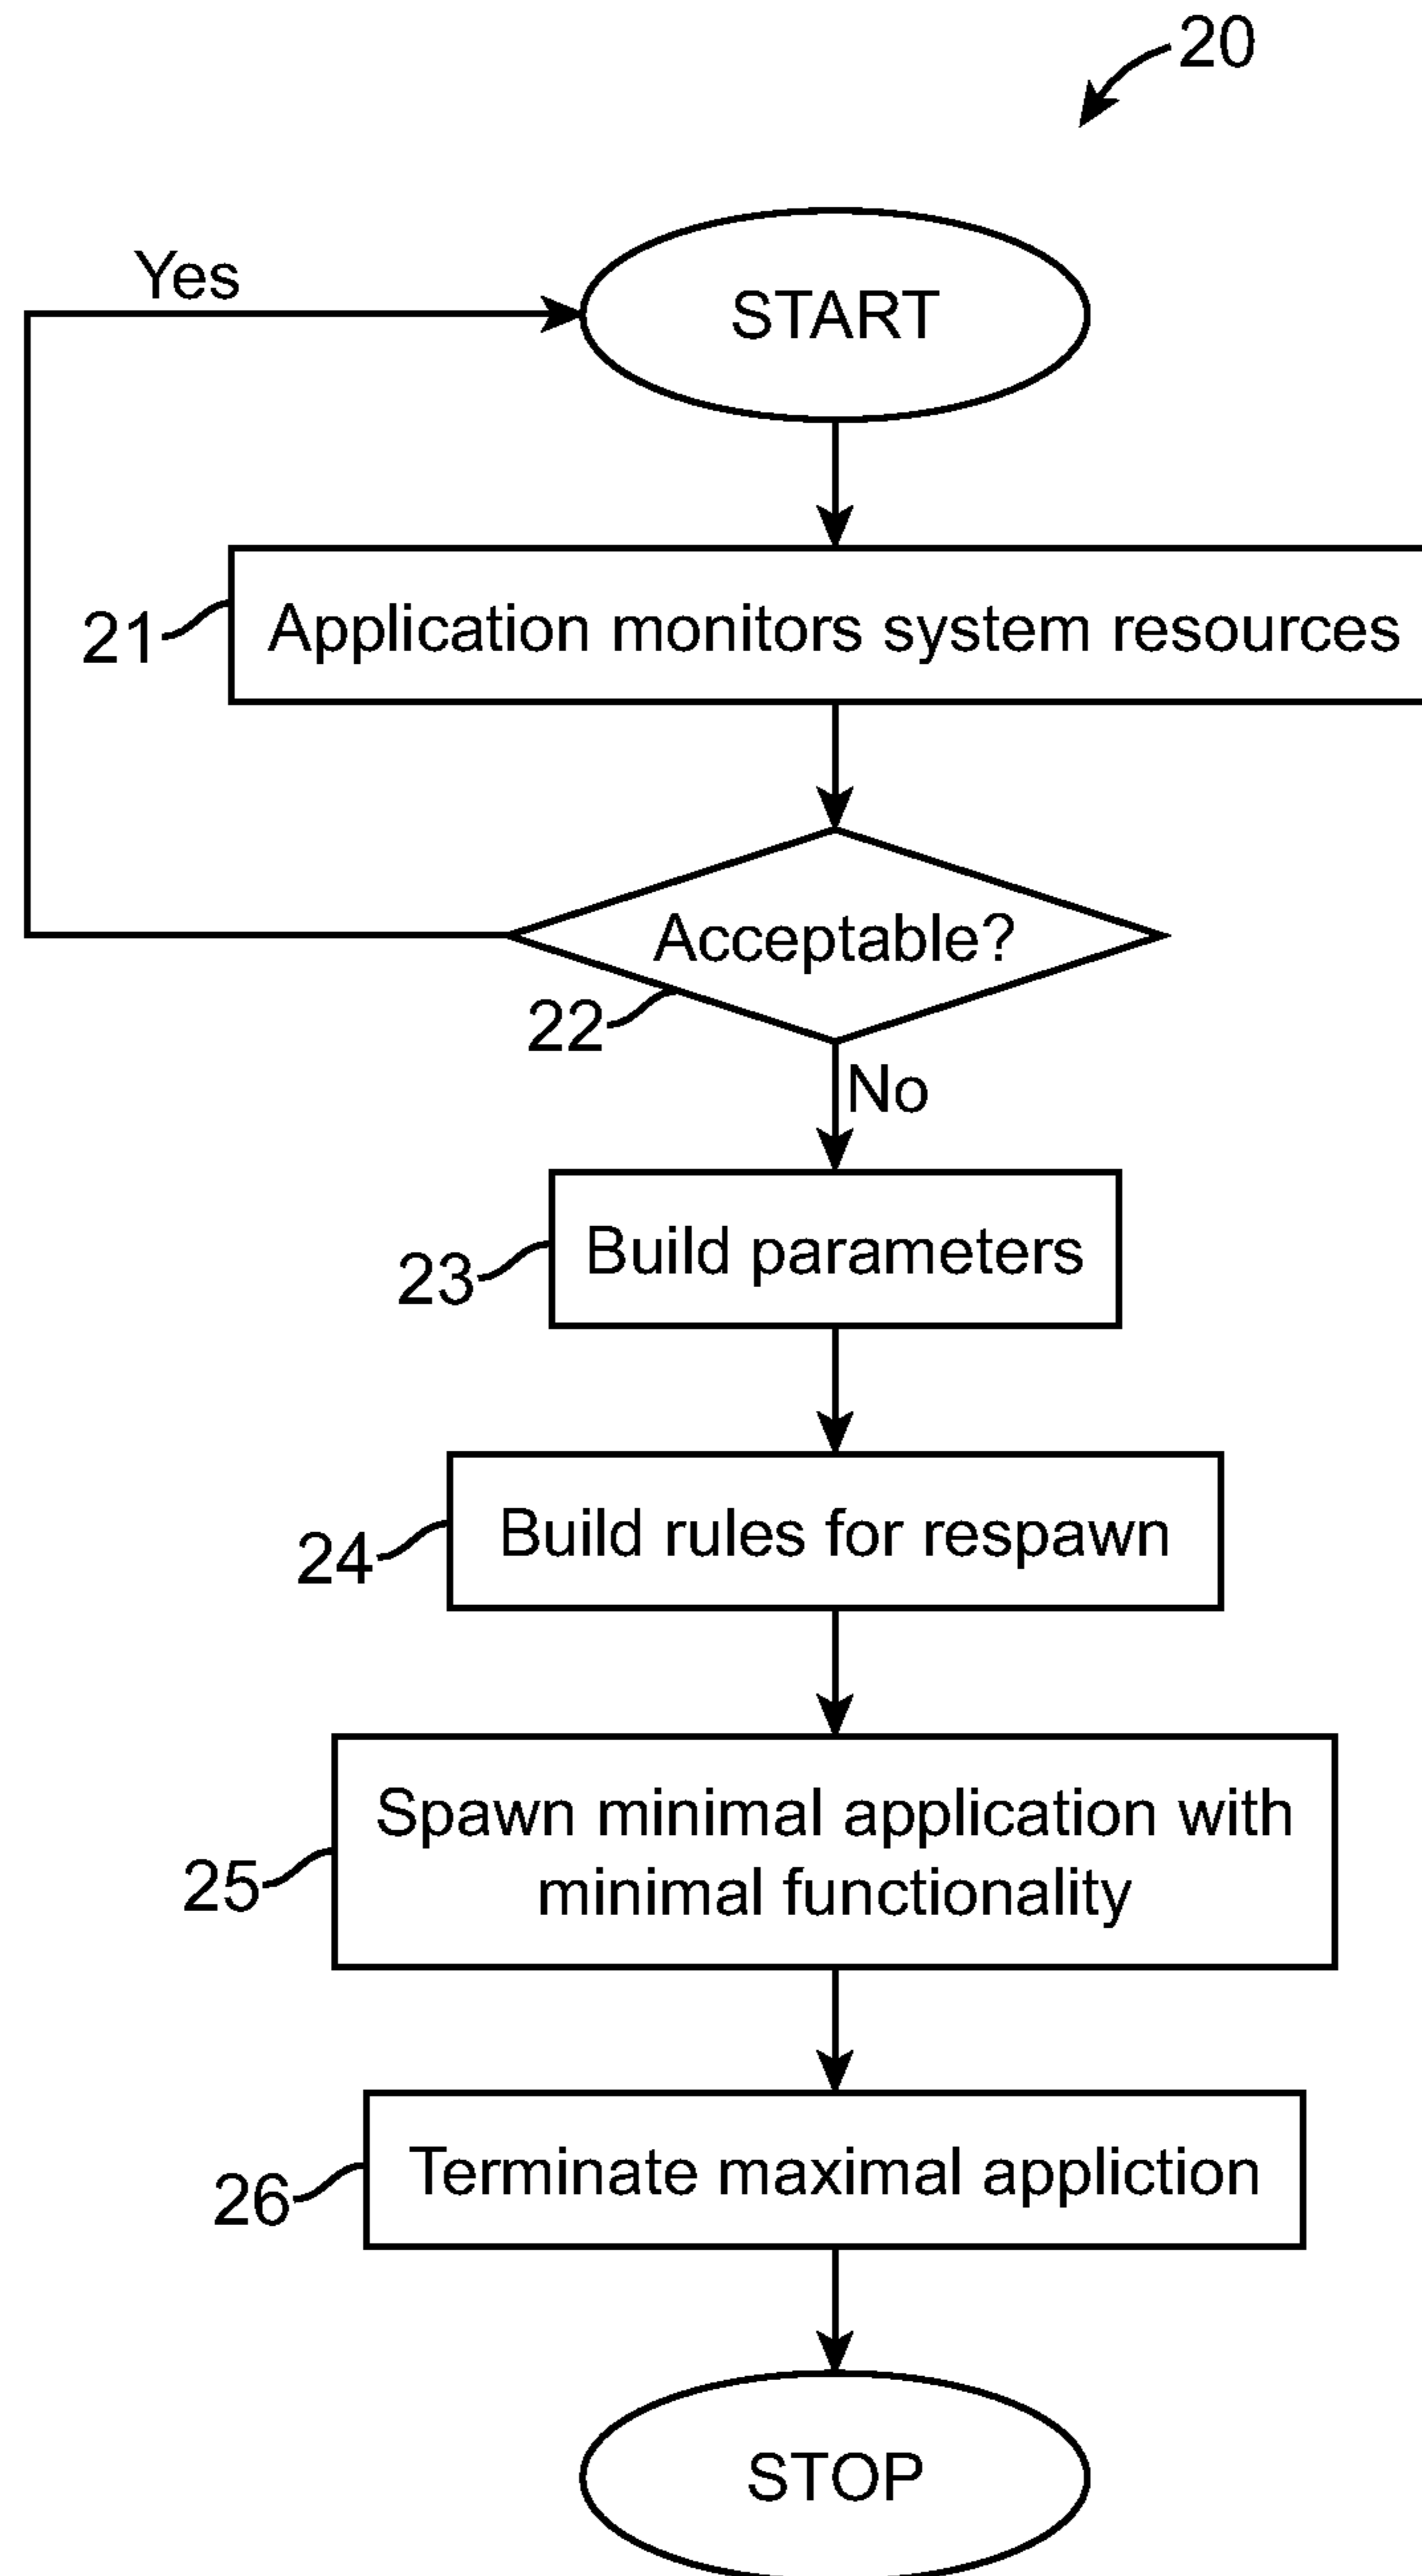 20
Yes
START
21
Application monitors system resources
Acceptable?
22
No
Build parameters
23
Build rules for respawn
24
Spawn minimal application with
minimal functionality
25
Terminate maximal appliction
26
STOP